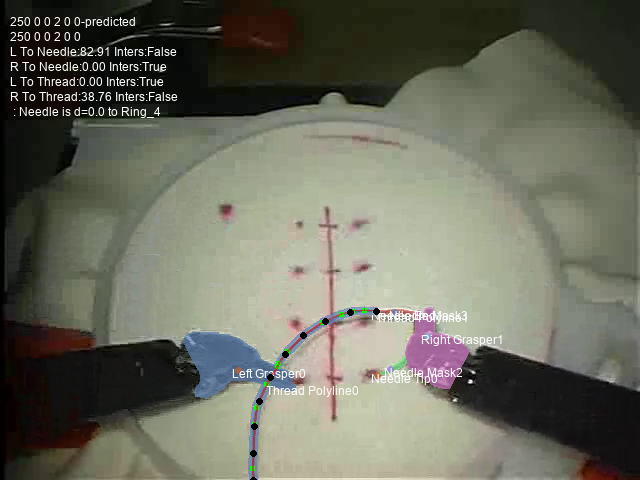 250 0 0 2 0 0-predicted
250 0 0 2 0 0
L To Needle:82.91 Inters:False
R To Needle:0.00 Inters:True
L To Thread:0.00 Inters:True
R To Thread:38.76 Inters:False
: Needle is d=0.0 to Ring_4
Right Grasper1
Left Grasper0
Needle Mask2
Needle Tip0
Thread Polyline0